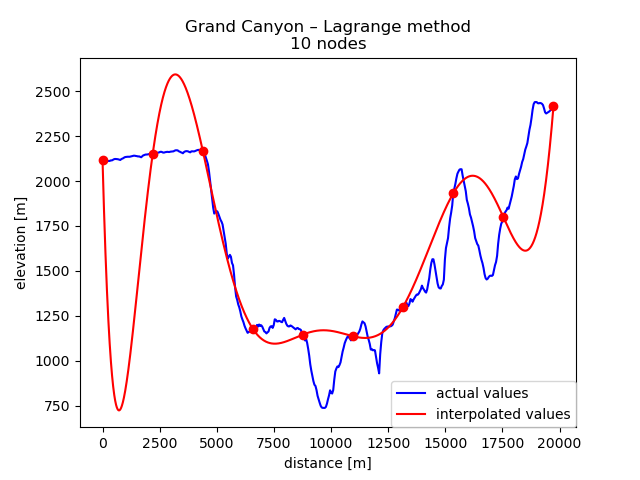 Grand Canyon – Lagrange method
10 nodes
elevation [m]
2500
2250
2000
1750
1500
1250
1000
750
0 2500 5000 7500 10000 12500 15000 17500 20000
distance [m]
actual values
interpolated values